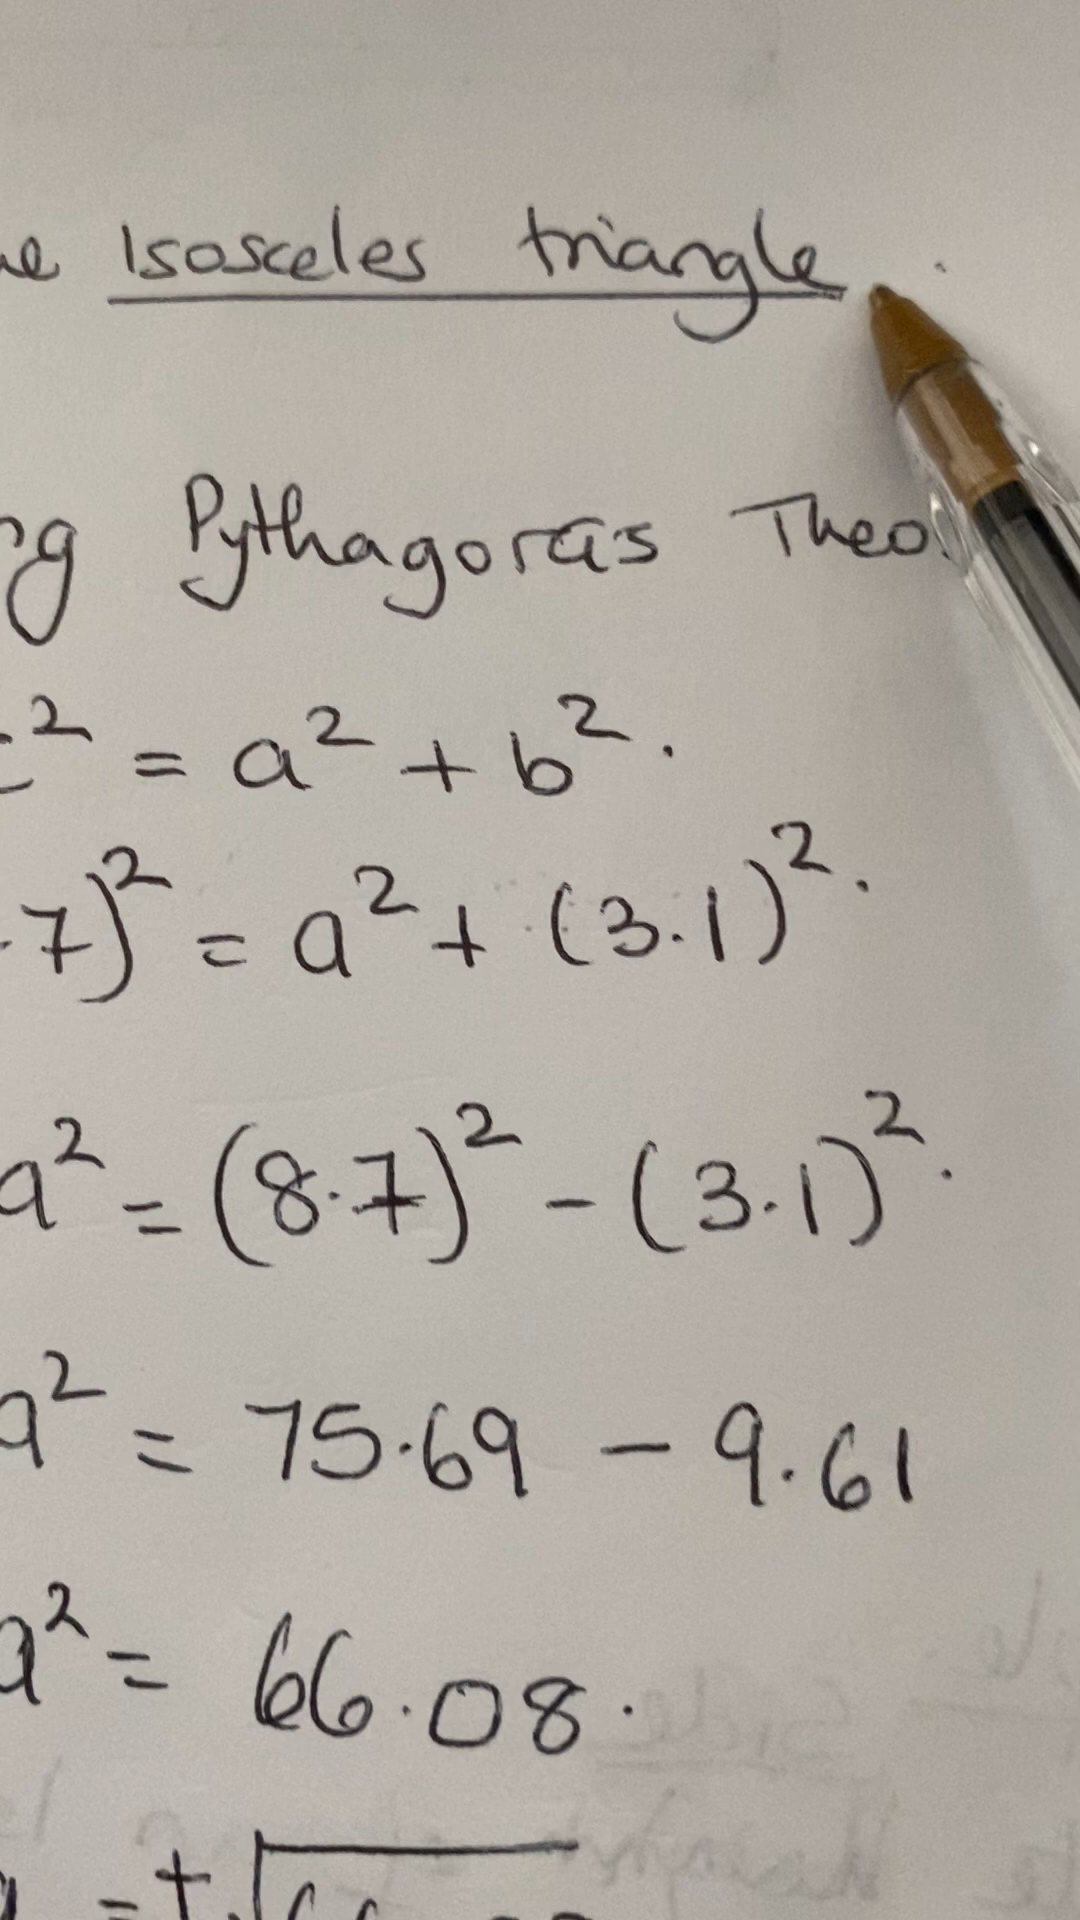 Isosceles triangle.
Pythagoras Theo
² = a² + b².
.7)² = a² + (3.1)².
a² = (8.7)² - (3.1)².
a² = 75.69 - 9.61
a² = 66.08.
= ±√